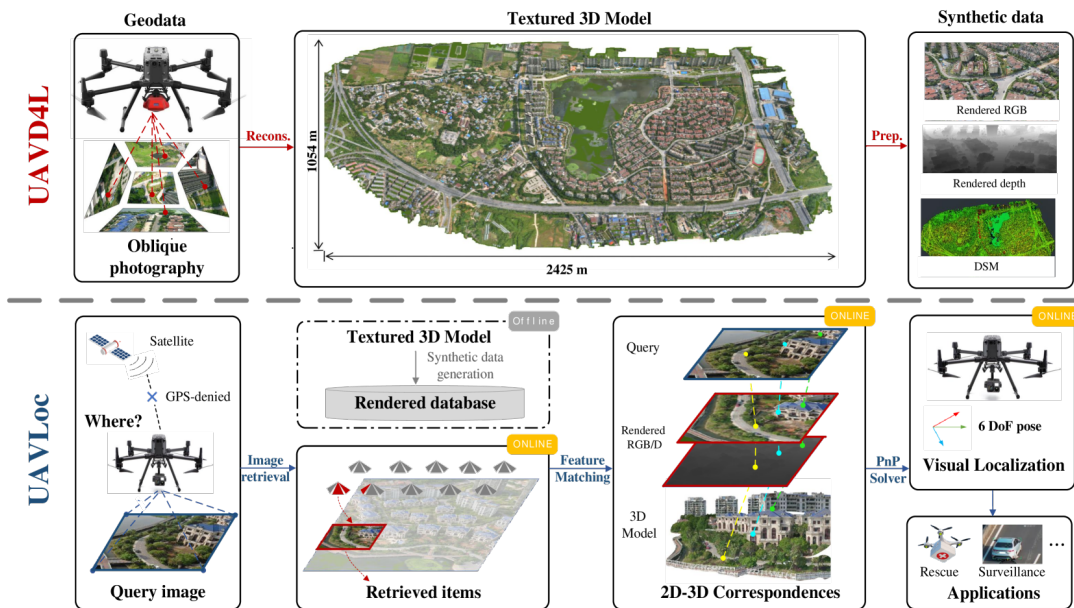 UAVD4L
Geodata
Oblique
photography
Recons.
Textured 3D Model
1054 m
2425 m
Prep.
Synthetic data
Rendered RGB
Rendered depth
DSM
UAVLoc
Satellite
GPS-denied
Where?
Query image
Image
retrieval
Offline
Textured 3D Model
Synthetic data
generation
Rendered database
ONLINE
Retrieved items
Feature
Matching
ONLINE
Query
Rendered
RGB/D
3D
Model
2D-3D Correspondences
PnP
Solver
ONLINE
6 DoF pose
Visual Localization
Rescue
Surveillance
...
Applications